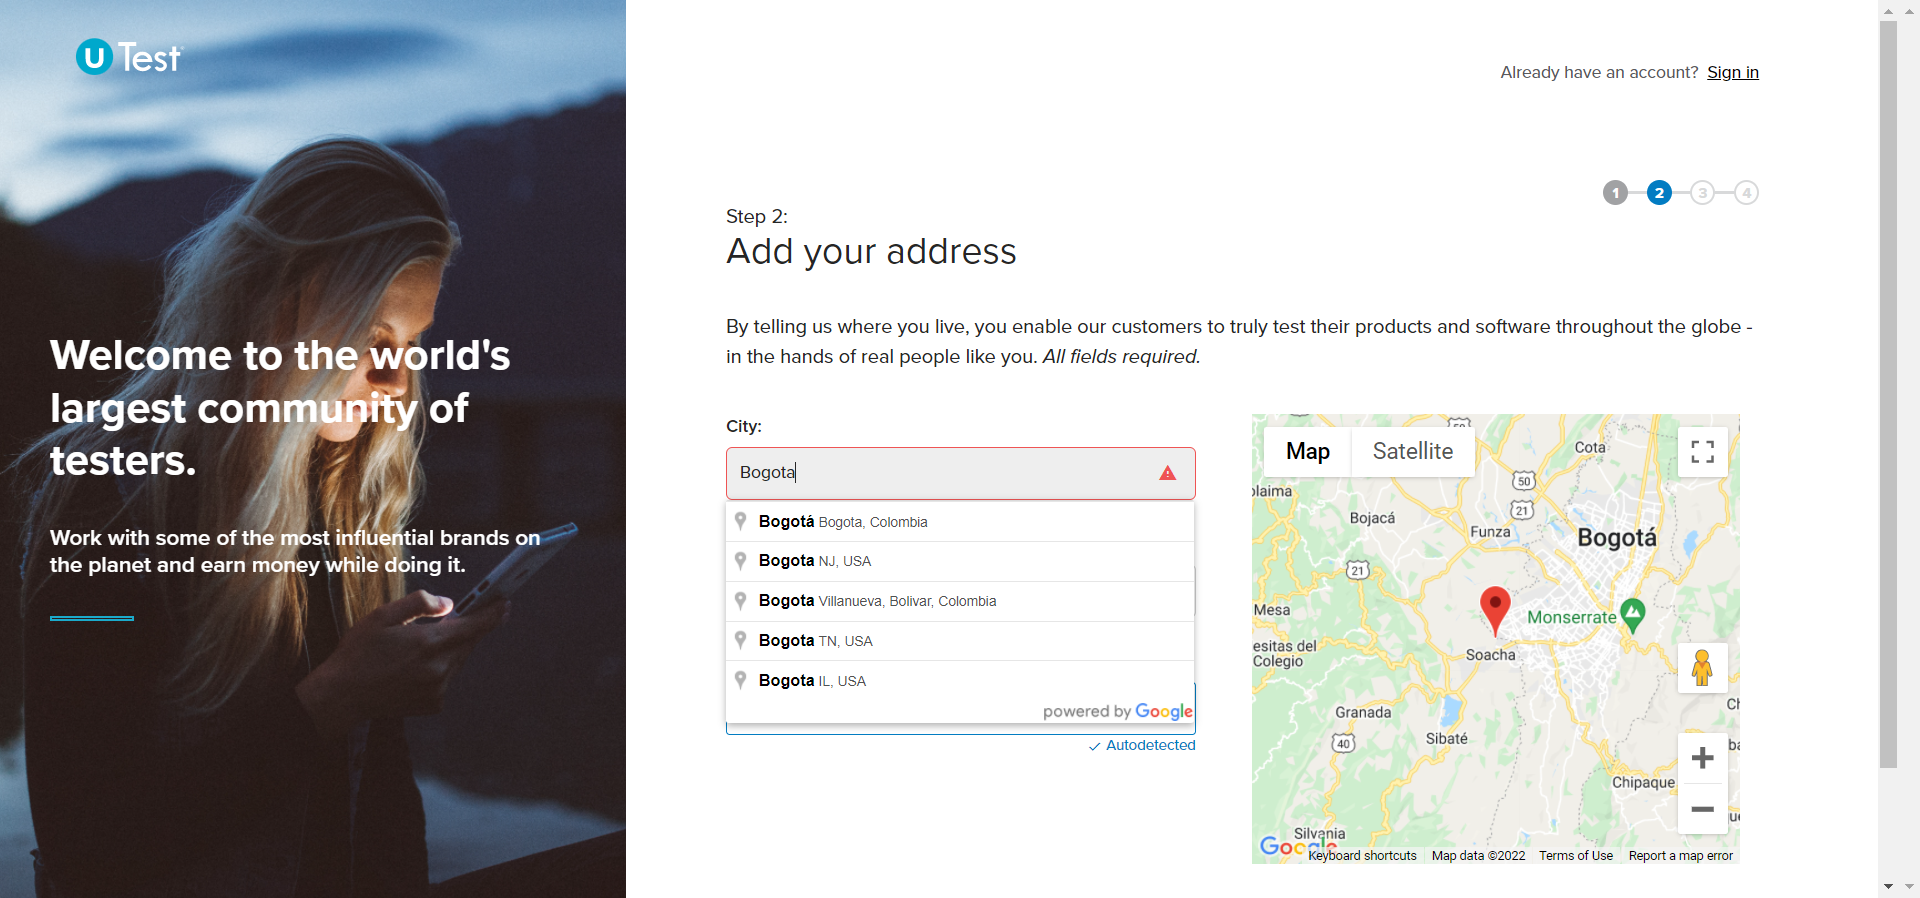 U Test
Welcome to the world's
largest community of
testers.
Work with some of the most influential brands on
the planet and earn money while doing it.
Already have an account? Sign in
1 2 3 4
Step 2:
Add your address
By telling us where you live, you enable our customers to truly test their products and software throughout the globe -
in the hands of real people like you. All fields required.
City:
Bogota
Bogotá Bogota, Colombia
Bogota NJ, USA
Bogota Villanueva, Bolivar, Colombia
Bogota TN, USA
Bogota IL, USA
powered by Google
Autodetected
Map Satellite
Cota
50
olaima
21
Bojacá
Funza
Bogotá
21
Mesa
Monserrate
esitas del
Colegio
Soacha
Granada
Sibaté
40
Chipaque
Silvania
Google
Keyboard shortcuts Map data ©2022 Terms of Use Report a map error